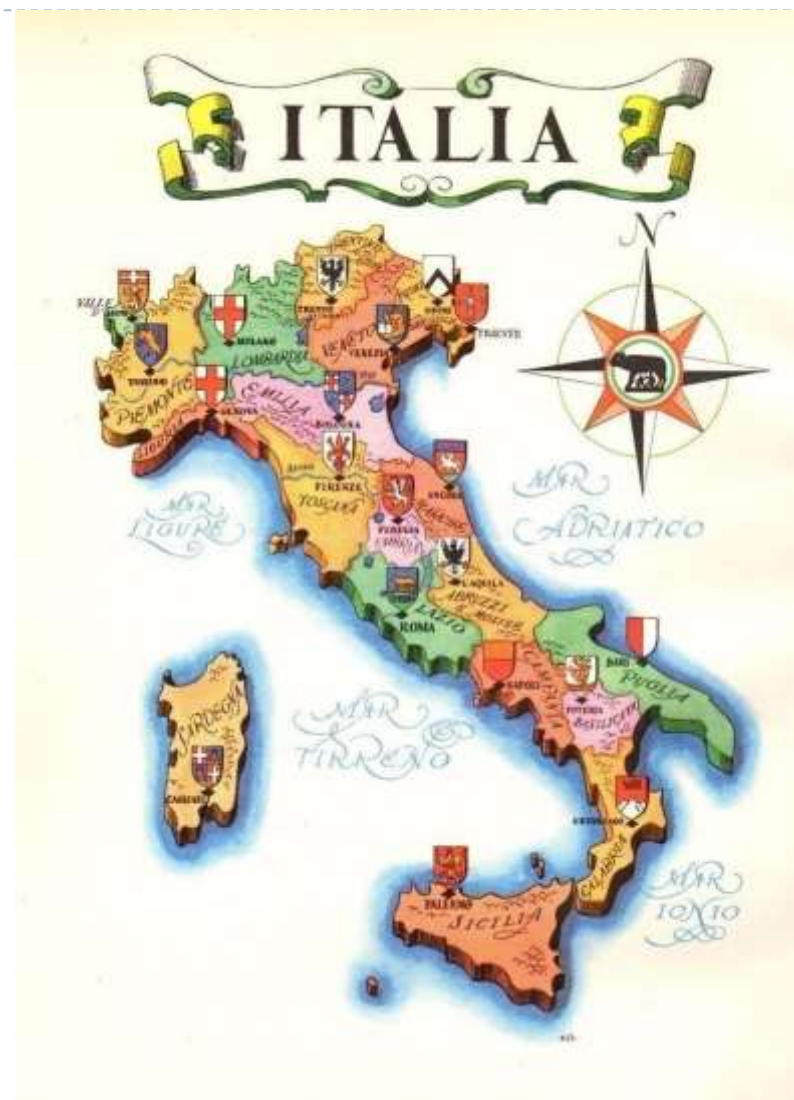 ITALIA
N
TRENTO
UDINE
TRIESTE
VENETO
VENEZIA
MILANO
LOMBARDIA
TORINO
PIEMONTE
GENOVA
LIGURIA
EMILIA
BOLOGNA
FIRENZE
TOSCANA
ANCONA
MARCHE
PERUGIA
UMBRIA
L'AQUILA
ABRUZZI
E MOLISE
LAZIO
ROMA
MAR
LIGURE
MAR
ADRIATICO
BARI
PUGLIA
NAPOLI
CAMPANIA
POTENZA
BASILICATA
SARDEGNA
CAGLIARI
MAR
TIRRENO
CALABRIA
MAR
IONIO
PALERMO
SICILIA